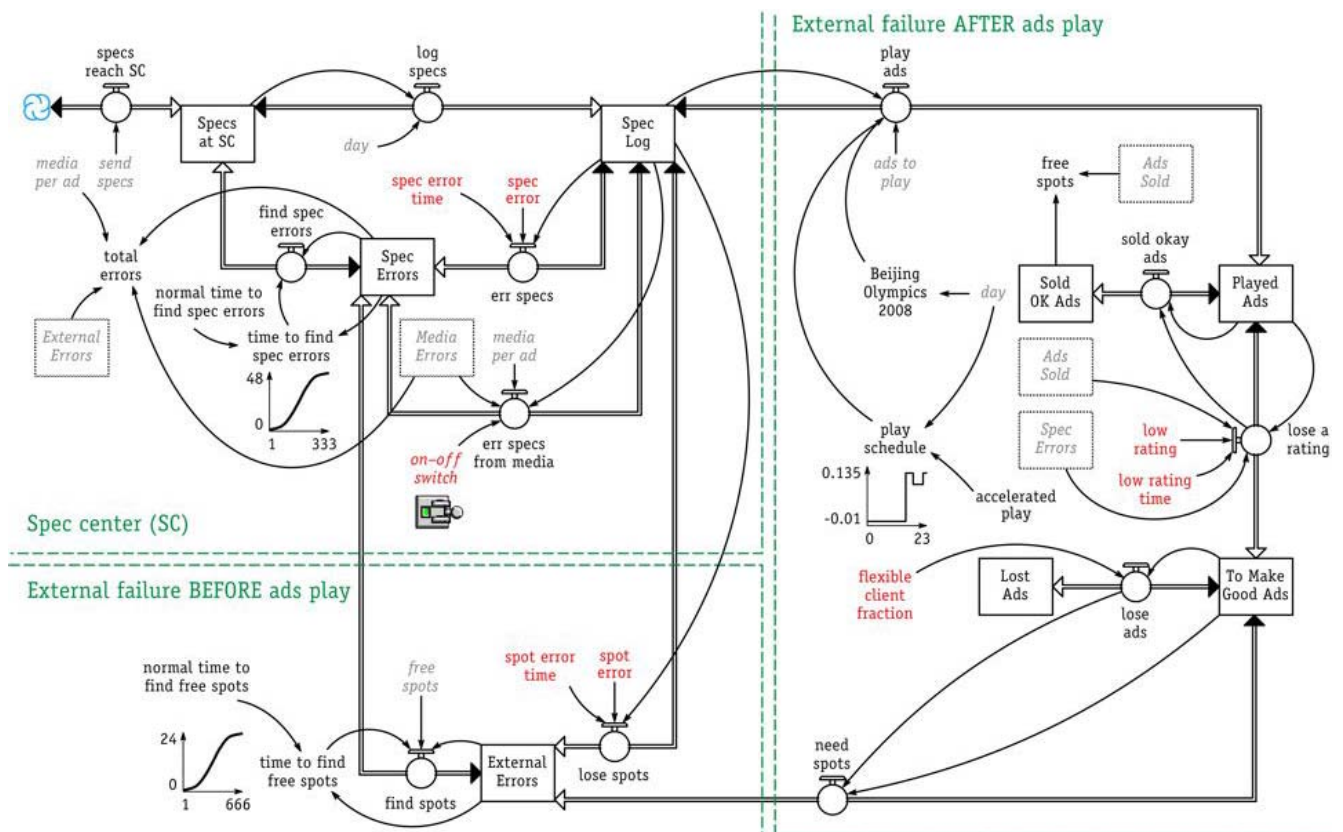 External failure AFTER ads play
specs
reach SC
log
specs
play
ads
Specs
at SC
Spec
Log
day
media
per ad
send
specs
ads to
play
free
spots
Ads
Sold
spec error
time
spec
error
find spec
errors
total
errors
Spec
Errors
err specs
sold okay
ads
Sold
OK Ads
Played
Ads
Beijing
Olympics
2008
day
normal time to
find spec errors
External
Errors
time to find
spec errors
Media
Errors
media
per ad
48
0
1
333
Ads
Sold
Spec
Errors
err specs
from media
on-off
switch
play
schedule
low
rating
lose a
rating
low rating
time
0.135
-0.01
0
23
accelerated
play
Spec center (SC)
External failure BEFORE ads play
flexible
client
fraction
Lost
Ads
lose
ads
To Make
Good Ads
normal time to
find free spots
free
spots
spot error
time
spot
error
24
0
1
666
time to find
free spots
find spots
External
Errors
lose spots
need
spots